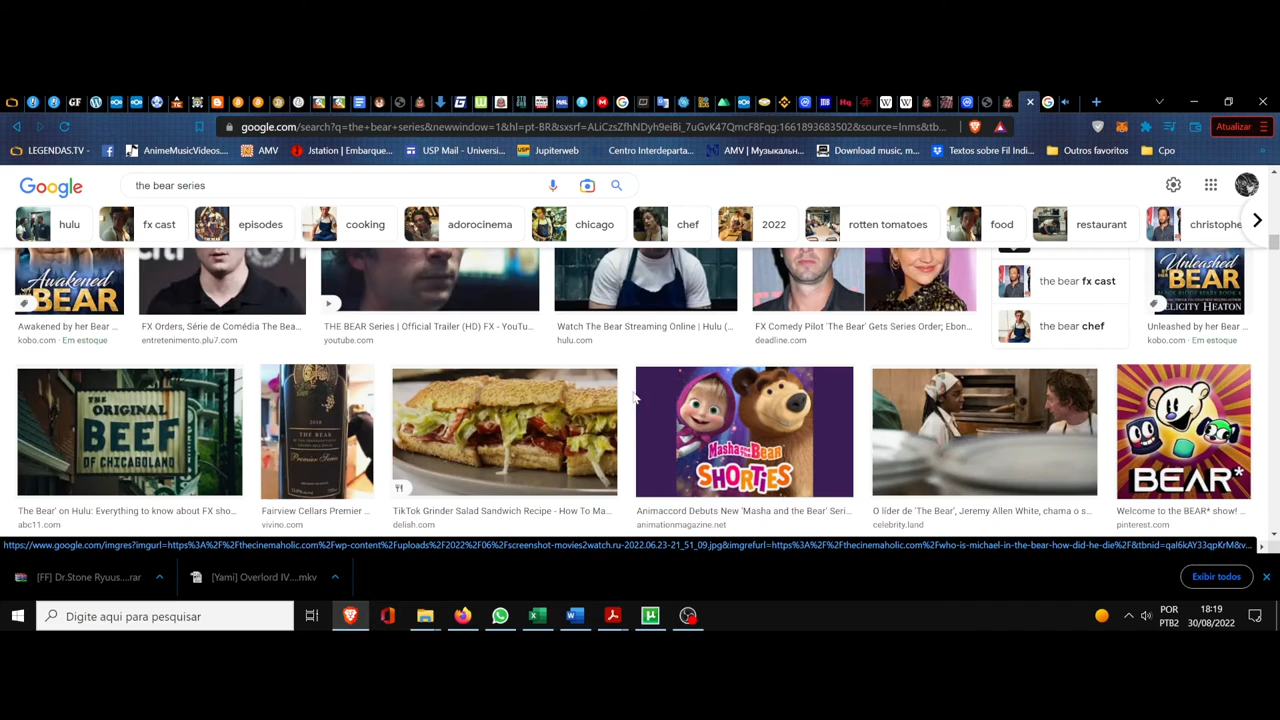 GF
google.com/search?q=the+bear+series&newwindow=1&hl=pt-BR&sxsrf=ALiCzsZfhNDyh9eiBi_7uGvK47QmcF8Fqg:1661893683502&source=lnms&tb...
Atualizar
LEGENDAS.TV
AnimeMusicVideos....
AMV
Jstation | Embarque...
USP Mail - Universi...
Jupiterweb
Centro Interdeparta...
AMV | Музыкальн...
Download music, m...
Textos sobre Fil Indi...
Outros favoritos
Cpo
Google
the bear series
hulu
fx cast
episodes
cooking
adorocinema
chicago
chef
2022
rotten tomatoes
food
restaurant
christophe
Awakened
by her
BEAR
the bear fx cast
the bear chef
Unleashed
by her
BEAR
FELICITY HEATON
Awakened by her Bear ...
FX Orders, Série de Comédia The Bea...
THE BEAR Series | Official Trailer (HD) FX - YouTu...
Watch The Bear Streaming Online | Hulu (...
FX Comedy Pilot 'The Bear' Gets Series Order; Ebon...
Unleashed by her Bear ...
kobo.com · Em estoque
entretenimento.plu7.com
youtube.com
hulu.com
deadline.com
kobo.com · Em estoque
THE
ORIGINAL
BEEF
OF CHICAGOLAND
2018
THE BEAR
Premier Series
Masha and the Bear
SHORTIES
BEAR*
The Bear' on Hulu: Everything to know about FX sho...
Fairview Cellars Premier ...
TikTok Grinder Salad Sandwich Recipe - How To Ma...
Animaccord Debuts New 'Masha and the Bear' Seri...
O líder de 'The Bear', Jeremy Allen White, chama o s...
Welcome to the BEAR* show! ...
abc11.com
vivino.com
delish.com
animationmagazine.net
celebrity.land
pinterest.com
https://www.google.com/imgres?imgurl=https%3A%2F%2Fthecinemaholic.com%2Fwp-content%2Fuploads%2F2022%2F06%2Fscreenshot-movies2watch.ru-2022.06.23-21_51_09.jpg&imgrefurl=https%3A%2F%2Fthecinemaholic.com%2Fwho-is-michael-in-the-bear-how-did-he-die%2F&tbnid=qal6kAY33qpKrM&v...
[FF] Dr.Stone Ryuus....rar
[Yami] Overlord IV....mkv
Exibir todos
Digite aqui para pesquisar
POR
PTB2
18:19
30/08/2022